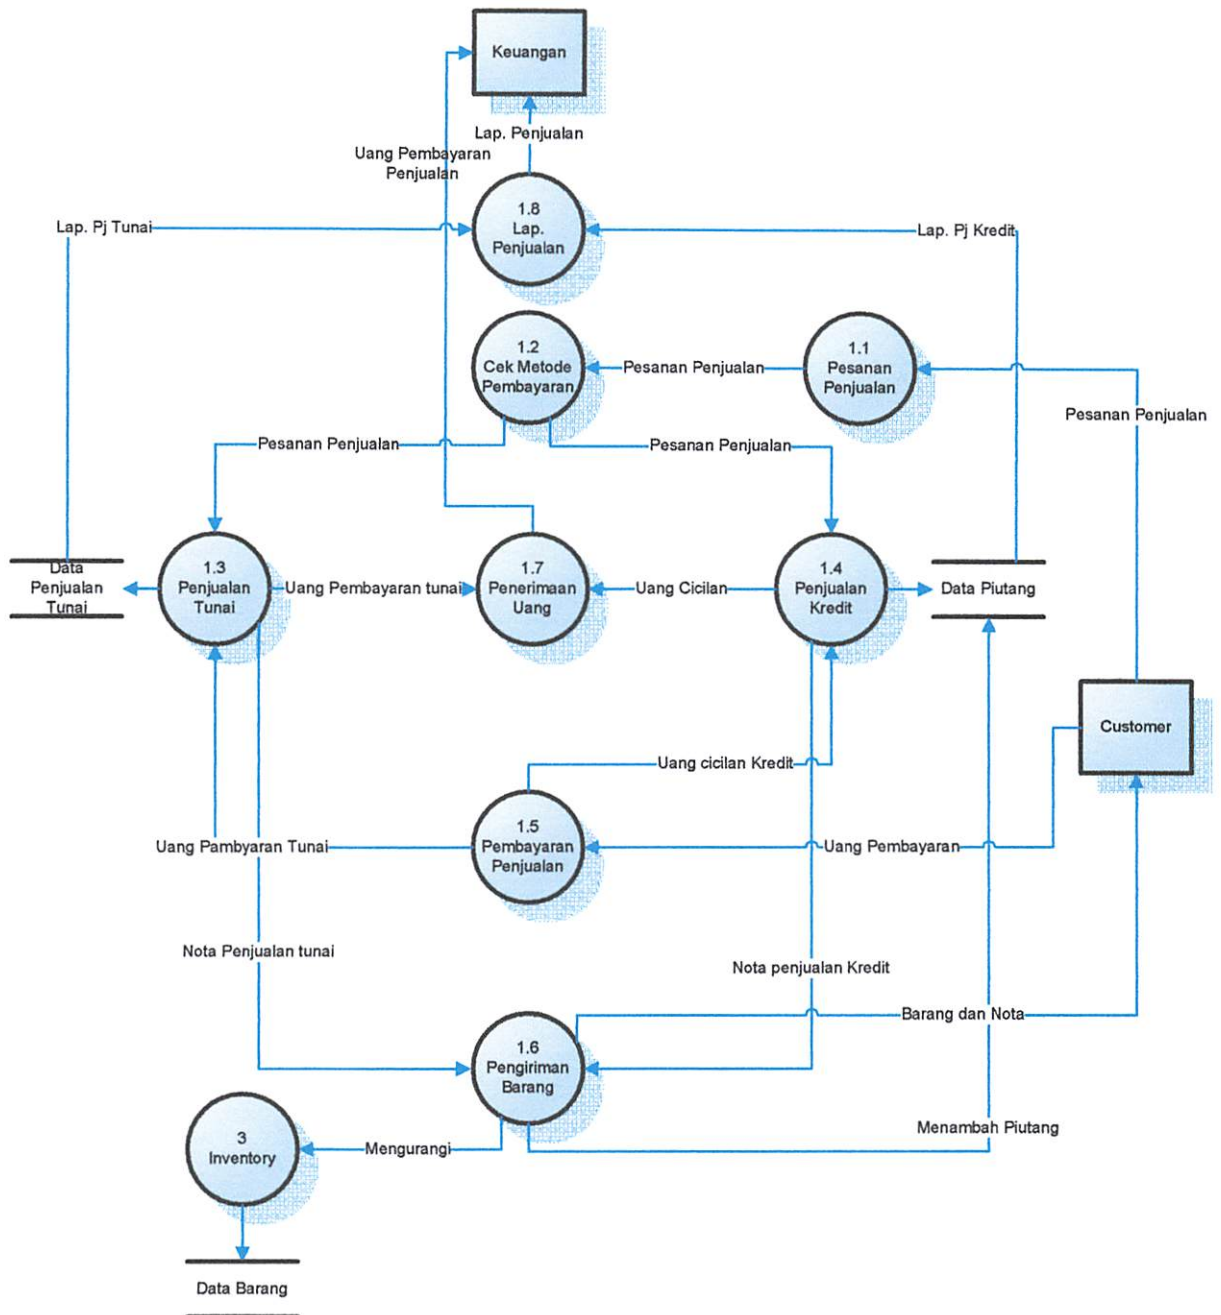 Keuangan
Lap. Penjualan
Uang Pembayaran
Penjualan
1.8
Lap.
Penjualan
Lap. Pj Tunai
Lap. Pj Kredit
1.2
Cek Metode
Pembayaran
Pesanan Penjualan
1.1
Pesanan
Penjualan
Pesanan Penjualan
Pesanan Penjualan
Pesanan Penjualan
Data
Penjualan
Tunai
1.3
Penjualan
Tunai
Uang Pembayaran tunai
1.7
Penerimaan
Uang
Uang Cicilan
1.4
Penjualan
Kredit
Data Piutang
Customer
Uang cicilan Kredit
1.5
Pembayaran
Penjualan
Uang Pambyaran Tunai
Uang Pembayaran
Nota Penjualan tunai
Nota penjualan Kredit
Barang dan Nota
1.6
Pengiriman
Barang
Menambah Piutang
3
Inventory
Mengurangi
Data Barang